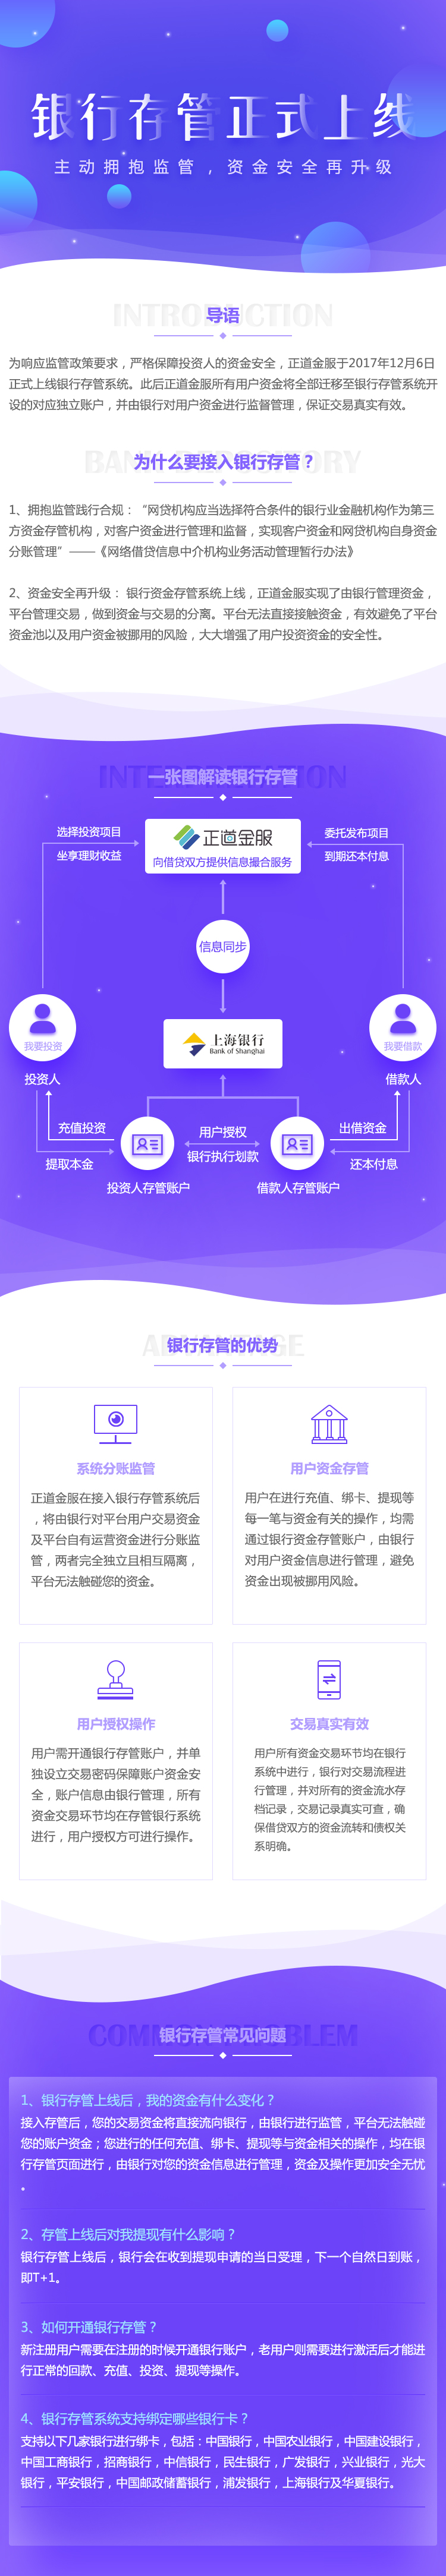 银行存管正式上线
主动拥抱监管，资金安全再升级
INTRODUCTION
导语
为响应监管政策要求，严格保障投资人的资金安全，正道金服于2017年12月6日
正式上线银行存管系统。此后正道金服所有用户资金将全部迁移至银行存管系统开
设的对应独立账户，并由银行对用户资金进行监督管理，保证交易真实有效。
为什么要接入银行存管？
1、拥抱监管践行合规：“网贷机构应当选择符合条件的银行业金融机构作为第三
方资金存管机构，对客户资金进行管理和监督，实现客户资金和网贷机构自身资金
分账管理”——《网络借贷信息中介机构业务活动管理暂行办法》
2、资金安全再升级： 银行资金存管系统上线，正道金服实现了由银行管理资金，
平台管理交易，做到资金与交易的分离。平台无法直接接触资金，有效避免了平台
资金池以及用户资金被挪用的风险，大大增强了用户投资资金的安全性。
INTERPRETATION
一张图解读银行存管
选择投资项目
坐享理财收益
正道金服
向借贷双方提供信息撮合服务
委托发布项目
到期还本付息
信息同步
我要投资
投资人
上海银行
Bank of Shanghai
我要借款
借款人
充值投资
提取本金
用户授权
银行执行划款
出借资金
还本付息
投资人存管账户
借款人存管账户
ADVANTAGE
银行存管的优势
系统分账监管
正道金服在接入银行存管系统后
，将由银行对平台用户交易资金
及平台自有运营资金进行分账监
管，两者完全独立且相互隔离，
平台无法触碰您的资金。
用户资金存管
用户在进行充值、绑卡、提现等
每一笔与资金有关的操作，均需
通过银行资金存管账户，由银行
对用户资金信息进行管理，避免
资金出现被挪用风险。
用户授权操作
用户需开通银行存管账户，并单
独设立交易密码保障账户资金安
全，账户信息由银行管理，所有
资金交易环节均在存管银行系统
进行，用户授权方可进行操作。
交易真实有效
用户所有资金交易环节均在银行
系统中进行，银行对交易流程进
行管理，并对所有的资金流水存
档记录，交易记录真实可查，确
保借贷双方的资金流转和债权关
系明确。
COMMON PROBLEM
银行存管常见问题
1、银行存管上线后，我的资金有什么变化？
接入存管后，您的交易资金将直接流向银行，由银行进行监管，平台无法触碰
您的账户资金；您进行的任何充值、绑卡、提现等与资金相关的操作，均在银
行存管页面进行，由银行对您的资金信息进行管理，资金及操作更加安全无忧
。
2、存管上线后对我提现有什么影响？
银行存管上线后，银行会在收到提现申请的当日受理，下一个自然日到账，
即T+1。
3、如何开通银行存管？
新注册用户需要在注册的时候开通银行账户，老用户则需要进行激活后才能进
行正常的回款、充值、投资、提现等操作。
4、银行存管系统支持绑定哪些银行卡？
支持以下几家银行进行绑卡，包括：中国银行，中国农业银行，中国建设银行，
中国工商银行，招商银行，中信银行，民生银行，广发银行，兴业银行，光大
银行，平安银行，中国邮政储蓄银行，浦发银行，上海银行及华夏银行。